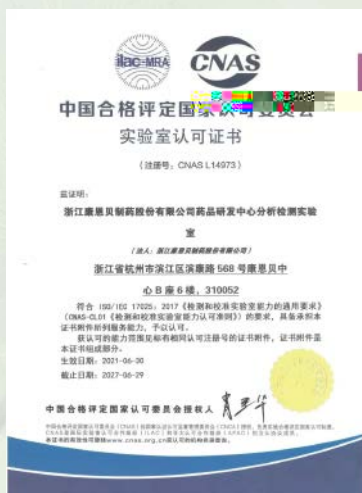 ilac-MRA
CNAS
中国合格评定国家认可委员会
实验室认可证书
(注册号:CNAS L14973)
兹证明:
浙江康恩贝制药股份有限公司药品研发中心分析检测实验
室
(法人:浙江康恩贝制药股份有限公司)
浙江省杭州市滨江区滨康路 568 号康恩贝中
心 B 座 6 楼,310052
符合 ISO/IEC 17025:2017《检测和校准实验室能力的通用要求》
(CNAS-CL01《检测和校准实验室能力认可准则》)的要求,具备承担本
证书附件所列服务能力,予以认可。
获认可的能力范围见标有相同认可注册号的证书附件,证书附件是
本证书组成部分。
生效日期:2021-06-30
截止日期:2027-06-29
中国合格评定国家认可委员会授权人